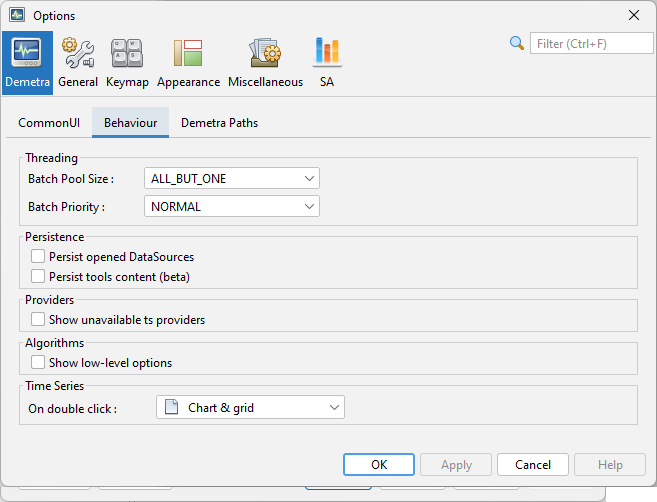 Options
Filter (Ctrl+F)
Demetra General Keymap Appearance Miscellaneous SA
CommonUI Behaviour Demetra Paths
Threading
Batch Pool Size : ALL_BUT_ONE
Batch Priority : NORMAL
Persistence
Persist opened DataSources
Persist tools content (beta)
Providers
Show unavailable ts providers
Algorithms
Show low-level options
Time Series
On double click : Chart & grid
OK Apply Cancel Help